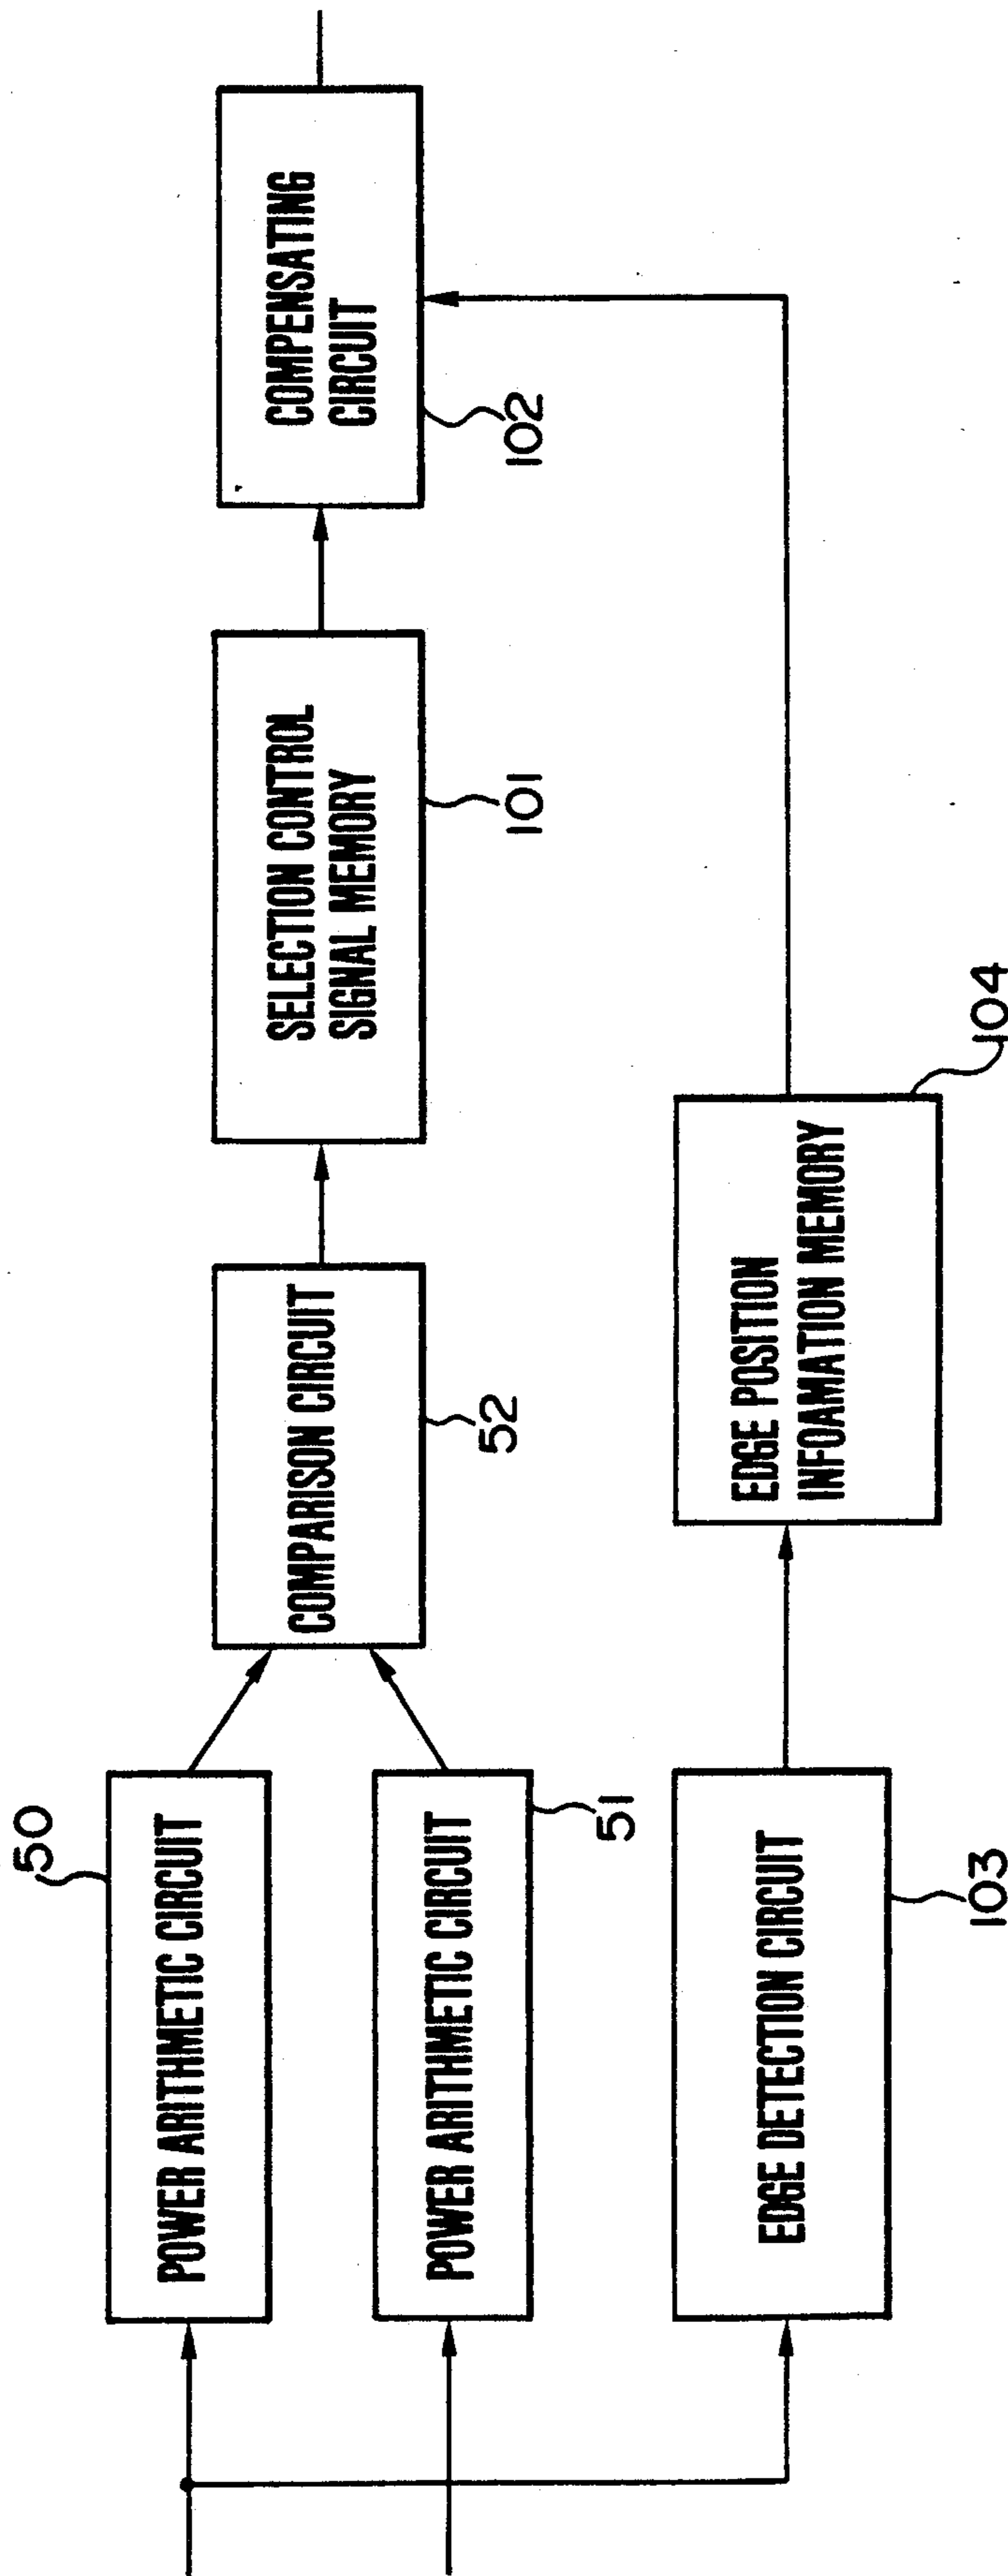 50
POWER ARITHMETIC CIRCUIT
POWER ARITHMETIC CIRCUIT
51
COMPARISON CIRCUIT
52
SELECTION CONTROL
SIGNAL MEMORY
101
COMPENSATING
CIRCUIT
102
EDGE DETECTION CIRCUIT
103
EDGE POSITION
INFOAMATION MEMORY
104